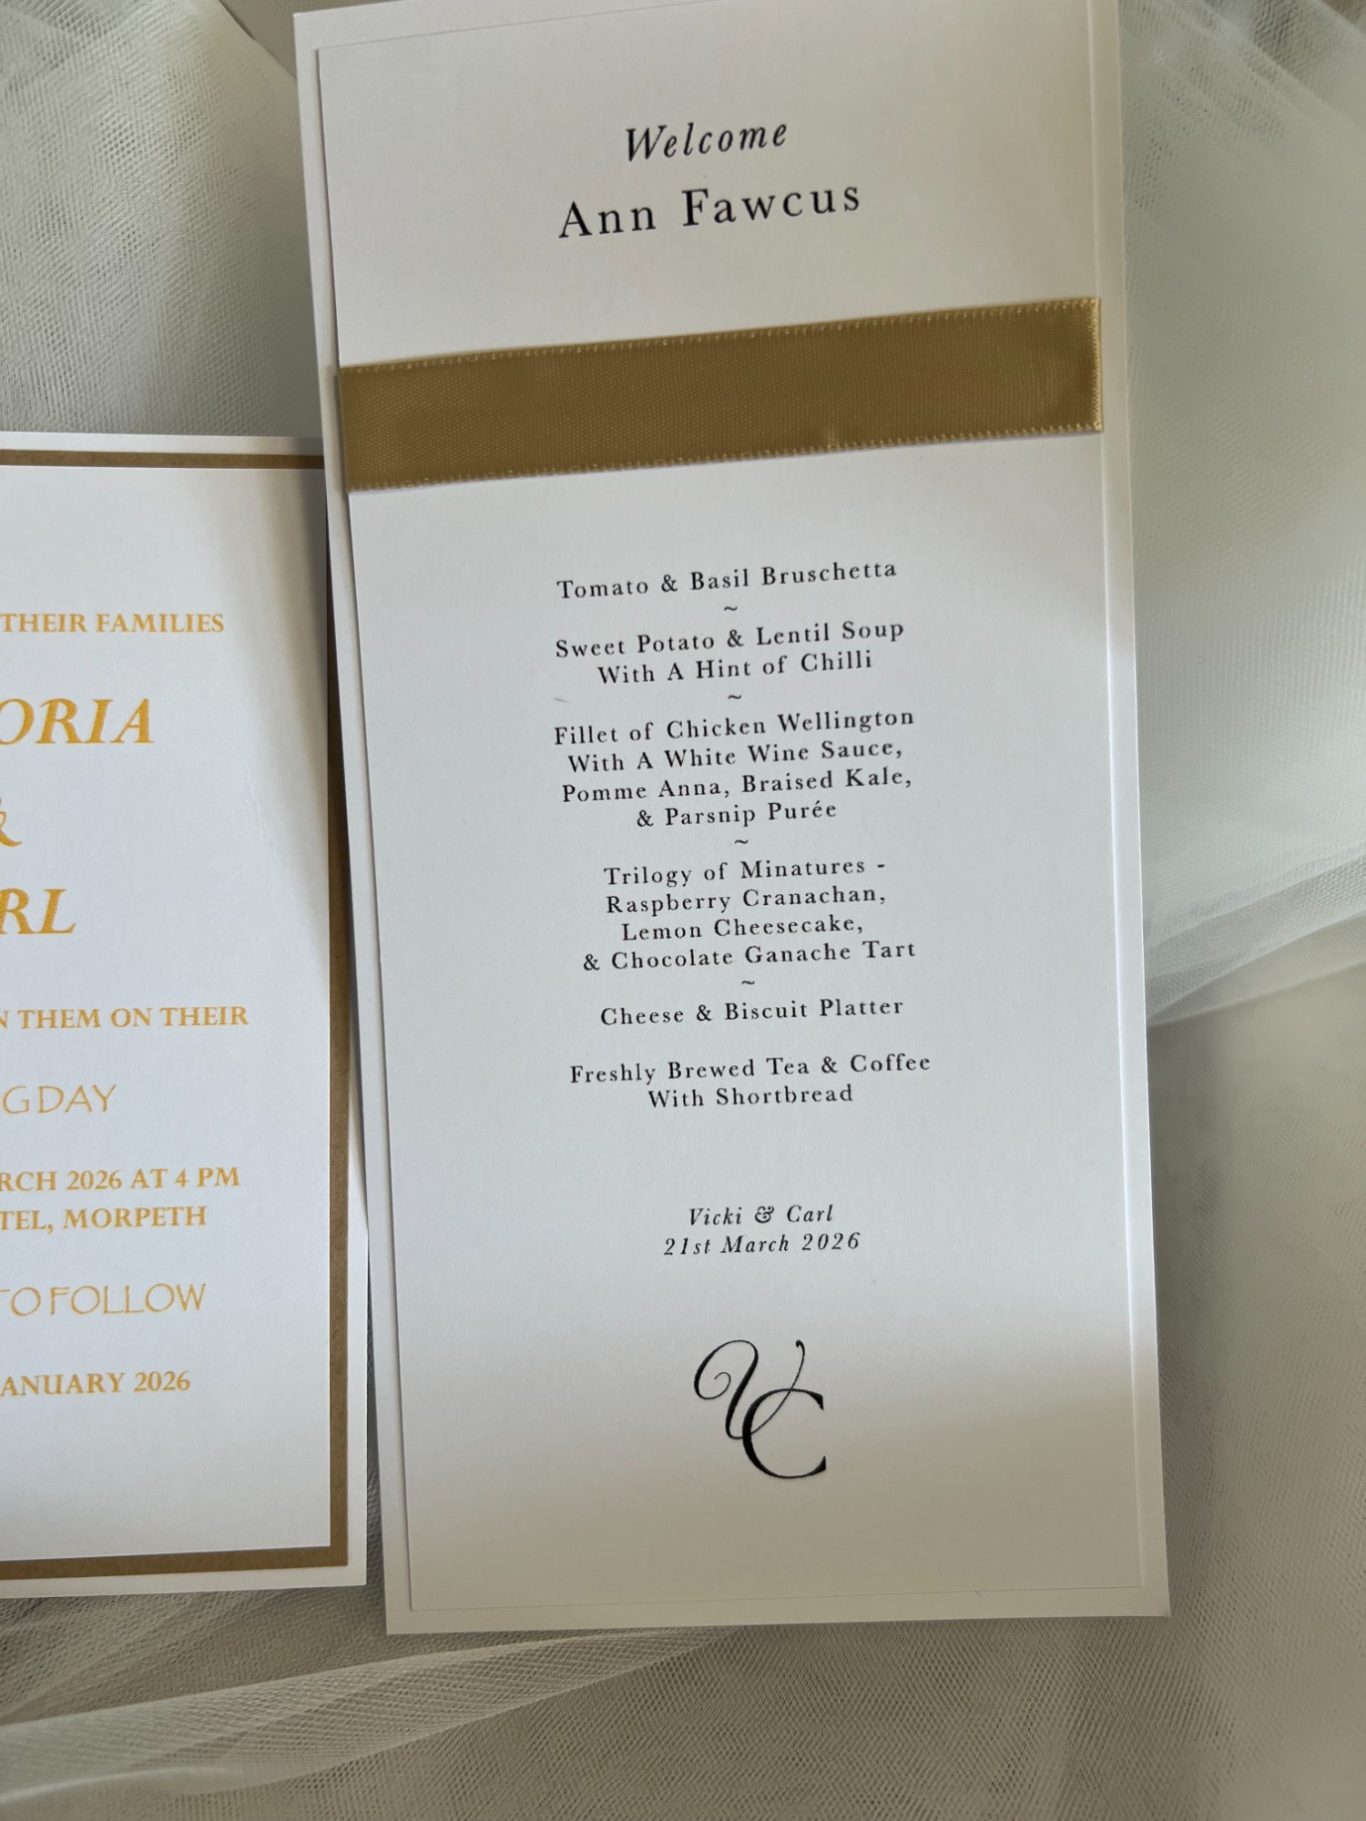 Welcome
Ann Fawcus
Tomato & Basil Bruschetta
~
Sweet Potato & Lentil Soup
With A Hint of Chilli
~
Fillet of Chicken Wellington
With A White Wine Sauce,
Pomme Anna, Braised Kale,
& Parsnip Purée
~
Trilogy of Minatures -
Raspberry Cranachan,
Lemon Cheesecake,
& Chocolate Ganache Tart
~
Cheese & Biscuit Platter
Freshly Brewed Tea & Coffee
With Shortbread
Vicki & Carl
21st March 2026
VC
THEIR FAMILIES
ORIA
&
RL
N THEM ON THEIR
G DAY
RCH 2026 AT 4 PM
TEL, MORPETH
TO FOLLOW
ANUARY 2026